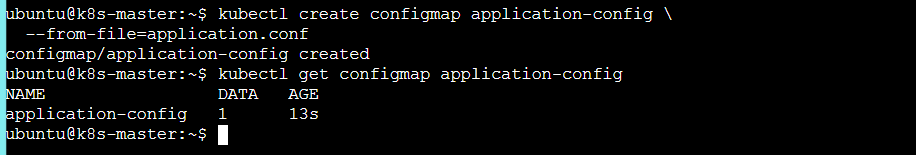 ubuntu@k8s-master:~$ kubectl create configmap application-config \
  --from-file=application.conf
configmap/application-config created
ubuntu@k8s-master:~$ kubectl get configmap application-config
NAME                 DATA   AGE
application-config   1      13s
ubuntu@k8s-master:~$